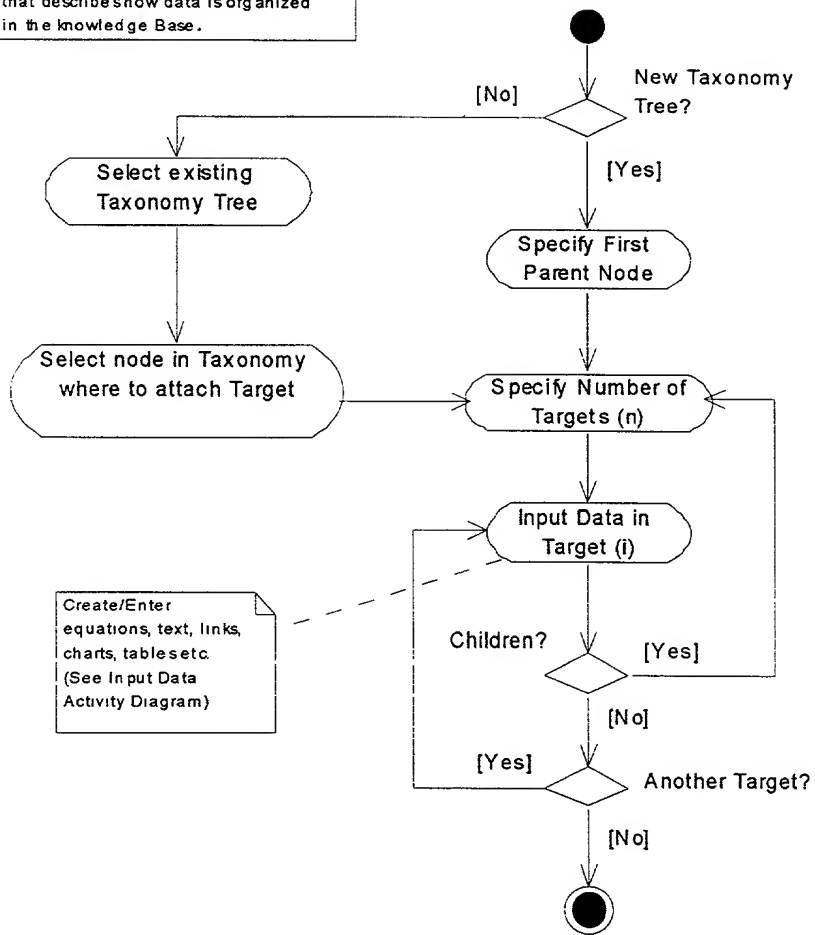 that describes how data is organized
in the knowledge Base.
New Taxonomy
Tree?
[No]
[Yes]
Select existing
Taxonomy Tree
Specify First
Parent Node
Select node in Taxonomy
where to attach Target
Specify Number of
Targets (n)
Input Data in
Target (i)
Create/Enter
equations, text, links,
charts, tables etc.
(See Input Data
Activity Diagram)
Children?
[Yes]
[No]
[Yes]
Another Target?
[No]